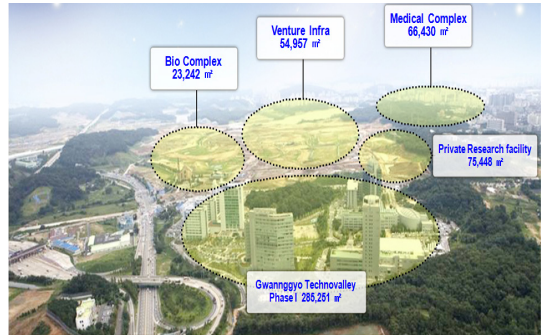 Medical Complex
66,430 ㎡
Venture Infra
54,957 ㎡
Bio Complex
23,242 ㎡
Private Research facility
75,448 ㎡
Gwanngyo Technovalley
Phase I 285,251 ㎡